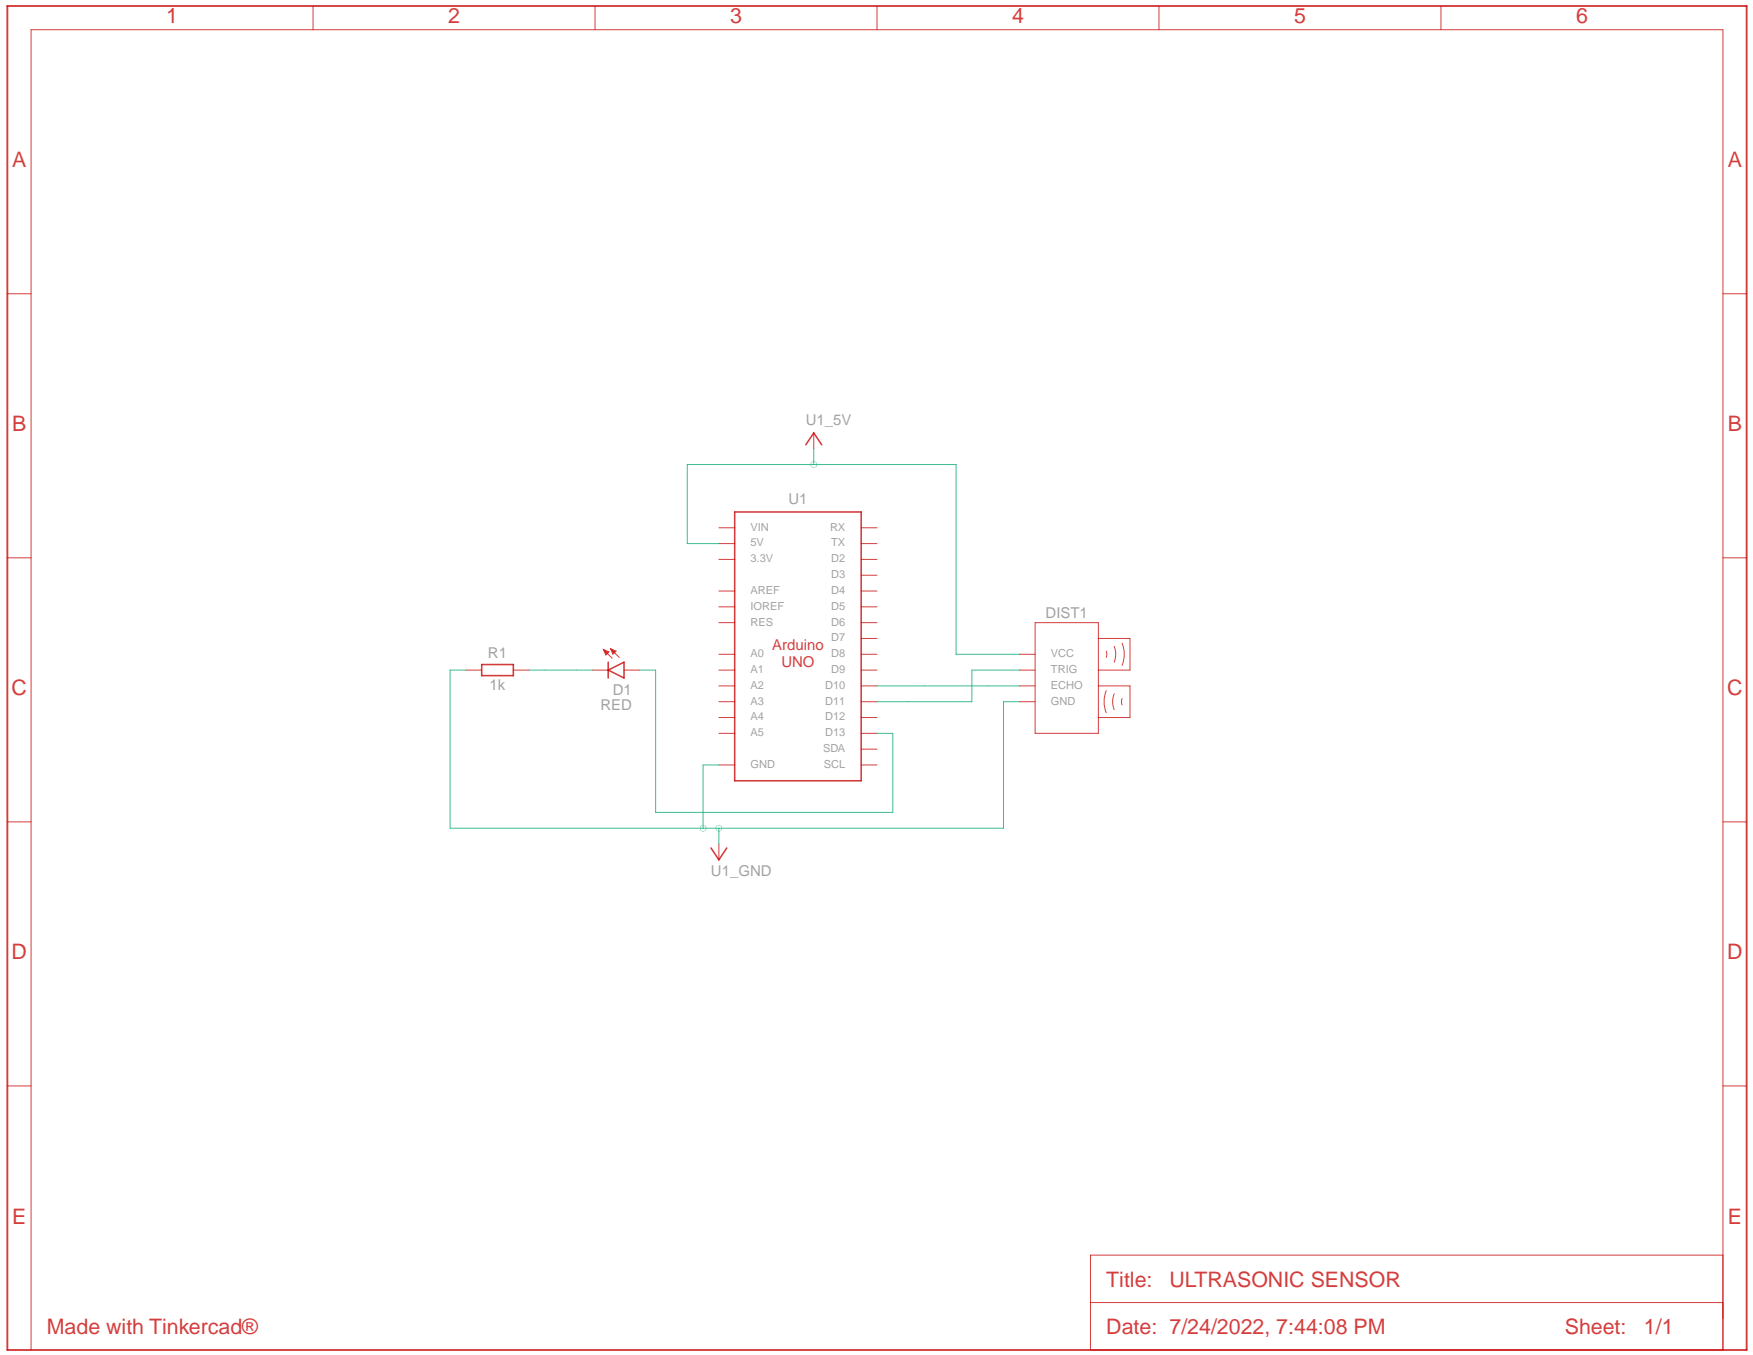 1 2 3 4 5 6
A A
B B
U1_5V
U1
VIN RX
5V TX
3.3V D2
D3
AREF D4
IOREF D5
RES D6
D7
Arduino
UNO
A0 D8
A1 D9
A2 D10
A3 D11
A4 D12
A5 D13
SDA
GND SCL
DIST1
VCC
TRIG
ECHO
GND
R1
1k
D1
RED
C C
U1_GND
D D
E E
Title: ULTRASONIC SENSOR
Made with Tinkercad®
Date: 7/24/2022, 7:44:08 PM Sheet: 1/1